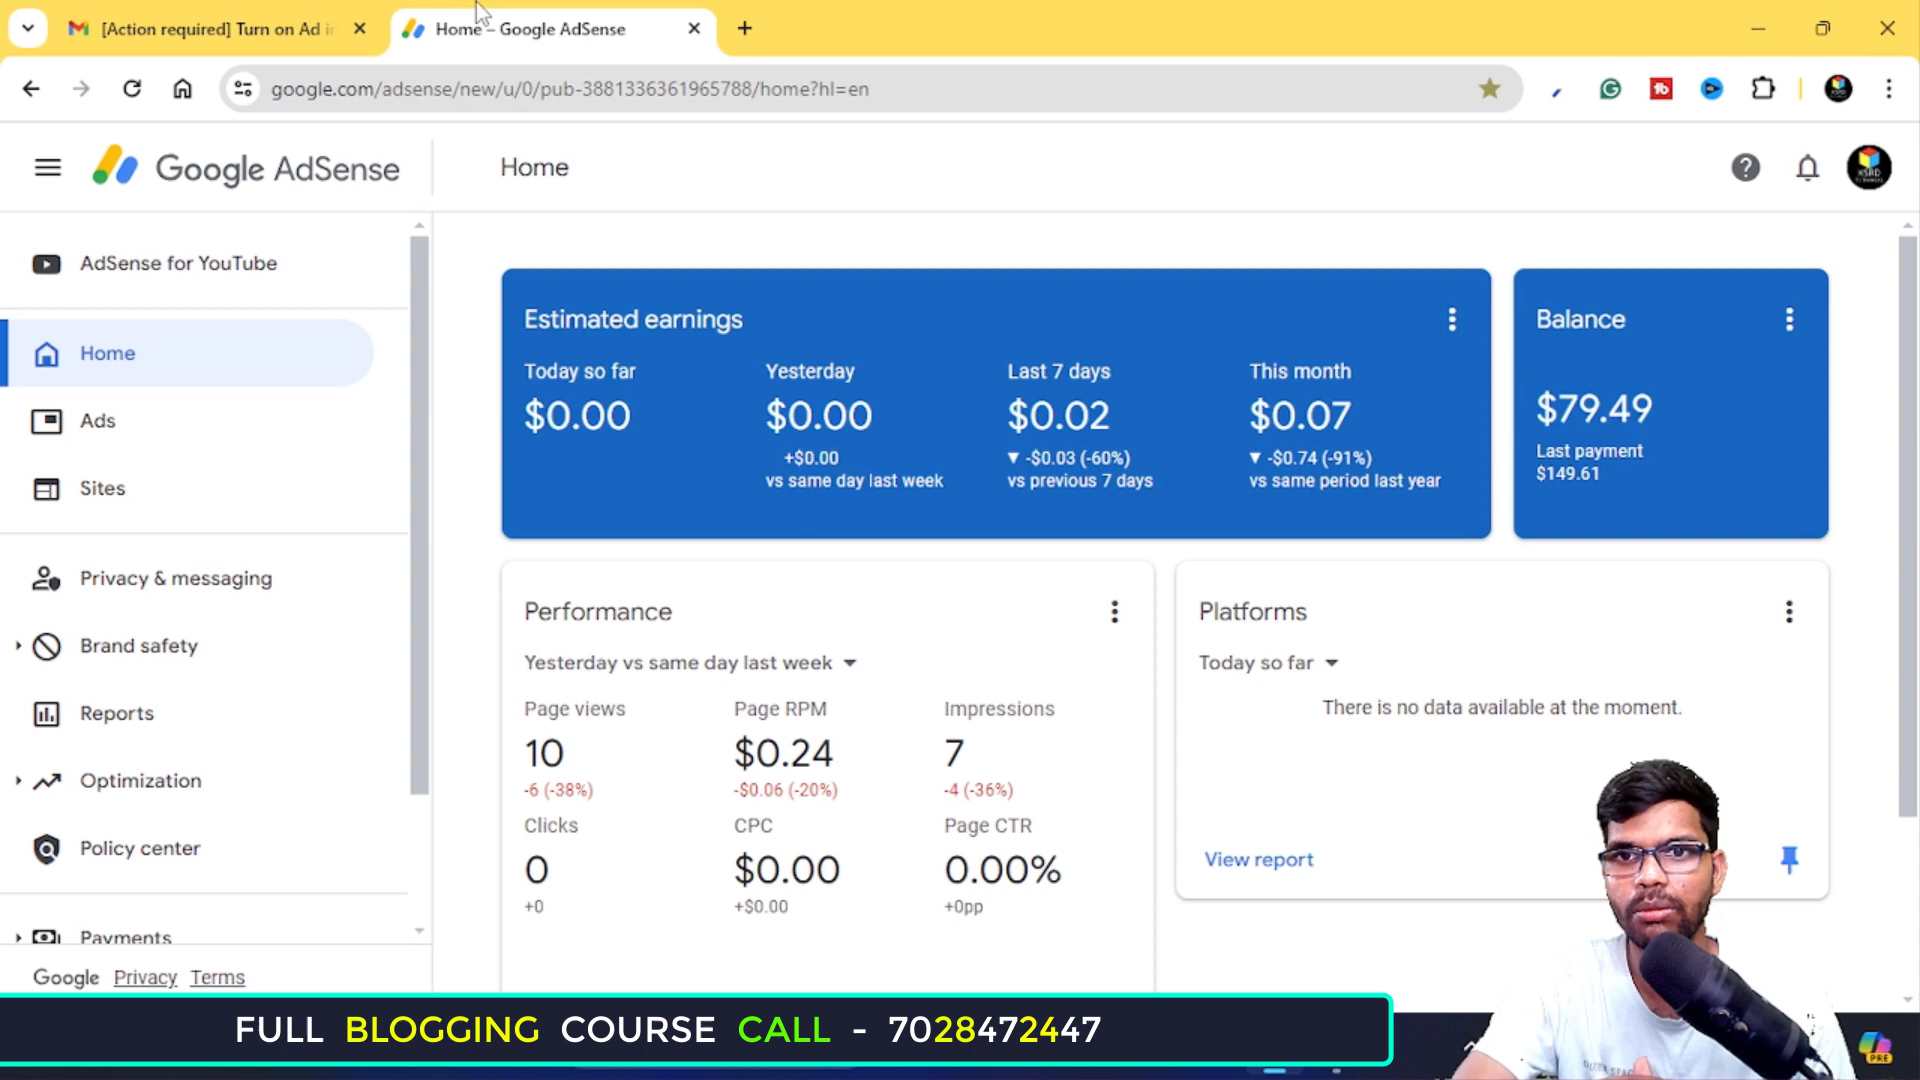 [Action required] Turn on Ad in
Home – Google AdSense
google.com/adsense/new/u/0/pub-3881336361965788/home?hl=en
Google AdSense
Home
AdSense for YouTube
Home
Ads
Sites
Privacy & messaging
Brand safety
Reports
Optimization
Policy center
Payments
Google Privacy Terms
Estimated earnings
Today so far
$0.00
Yesterday
$0.00
+$0.00
vs same day last week
Last 7 days
$0.02
▼ -$0.03 (-60%)
vs previous 7 days
This month
$0.07
▼ -$0.74 (-91%)
vs same period last year
Balance
$79.49
Last payment
$149.61
Performance
Yesterday vs same day last week
Page views
10
-6 (-38%)
Page RPM
$0.24
-$0.06 (-20%)
Impressions
7
-4 (-36%)
Clicks
0
+0
CPC
$0.00
+$0.00
Page CTR
0.00%
+0pp
Platforms
Today so far
There is no data available at the moment.
View report
FULL BLOGGING COURSE CALL - 7028472447
PRE